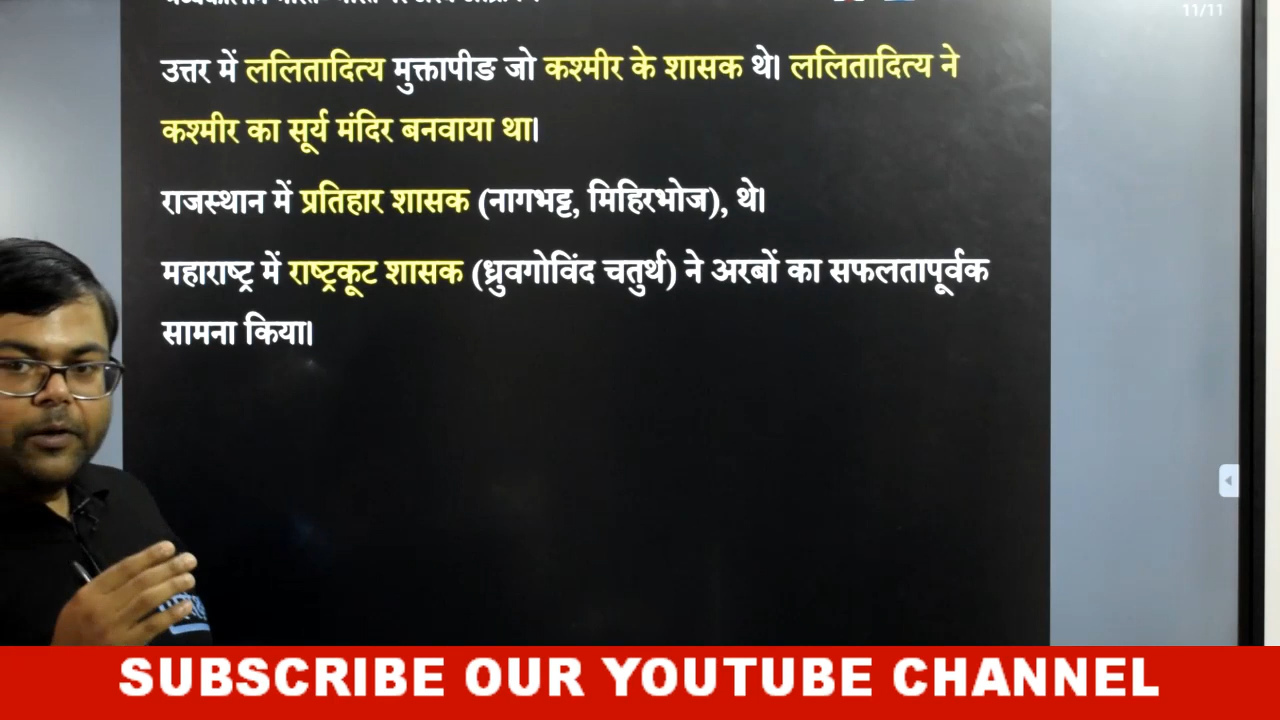 11/11
उत्तर में ललितादित्य मुक्तापीड जो कश्मीर के शासक थे। ललितादित्य ने
कश्मीर का सूर्य मंदिर बनवाया था।
राजस्थान में प्रतिहार शासक (नागभट्ट, मिहिरभोज), थे।
महाराष्ट्र में राष्ट्रकूट शासक (ध्रुवगोविंद चतुर्थ) ने अरबों का सफलतापूर्वक
सामना किया।
SUBSCRIBE OUR YOUTUBE CHANNEL